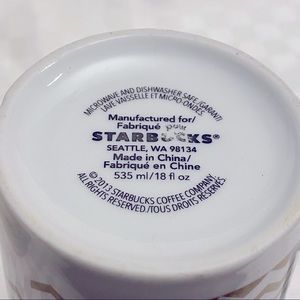 MICROWAVE AND DISHWASHER SAFE/GARANTI
LAVE VAISSELLE ET MICRO-ONDES
Manufactured for/
Fabriqué pour
STARBUCKS®
SEATTLE, WA 98134
Made in China/
Fabriqué en Chine
535 ml/18 fl oz
©2013 STARBUCKS COFFEE COMPANY.
ALL RIGHTS RESERVED./TOUS DROITS RÉSERVÉS.